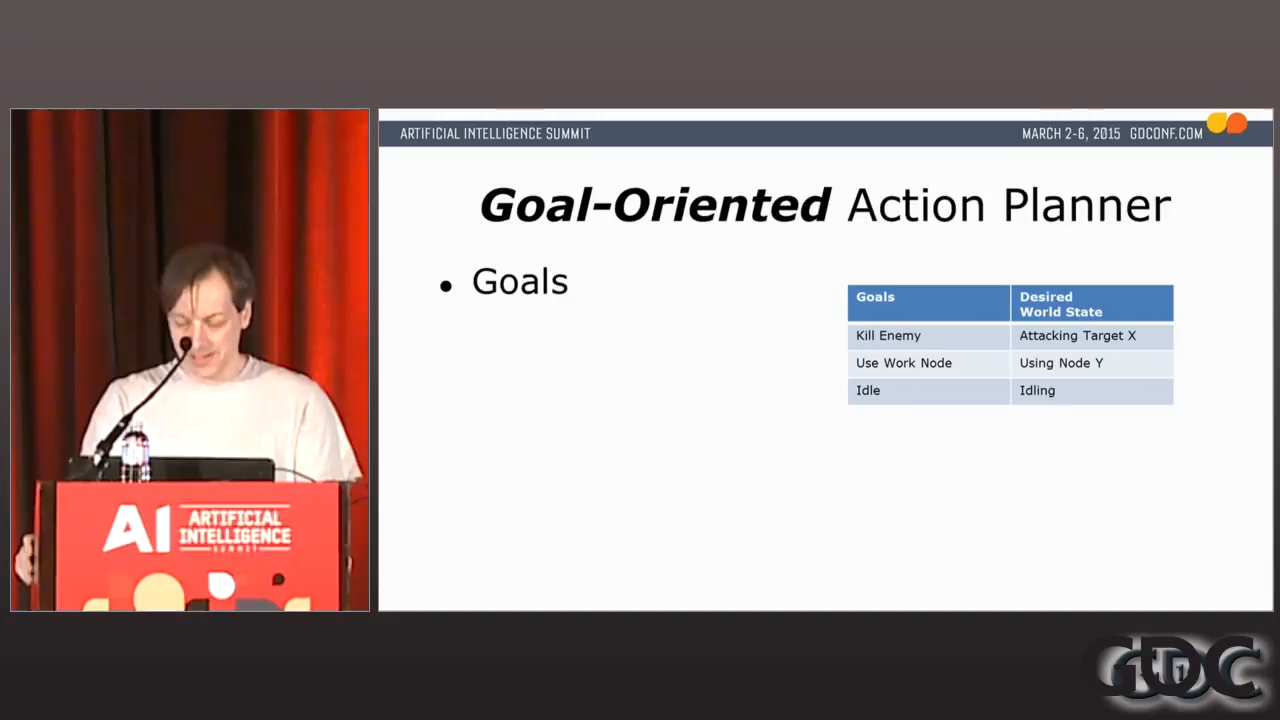 ARTIFICIAL INTELLIGENCE SUMMIT
MARCH 2-6, 2015 GDCONF.COM
Goal-Oriented Action Planner
• Goals
Goals
Desired World State
Kill Enemy
Attacking Target X
Use Work Node
Using Node Y
Idle
Idling
AI ARTIFICIAL
INTELLIGENCE
SUMMIT
GDC